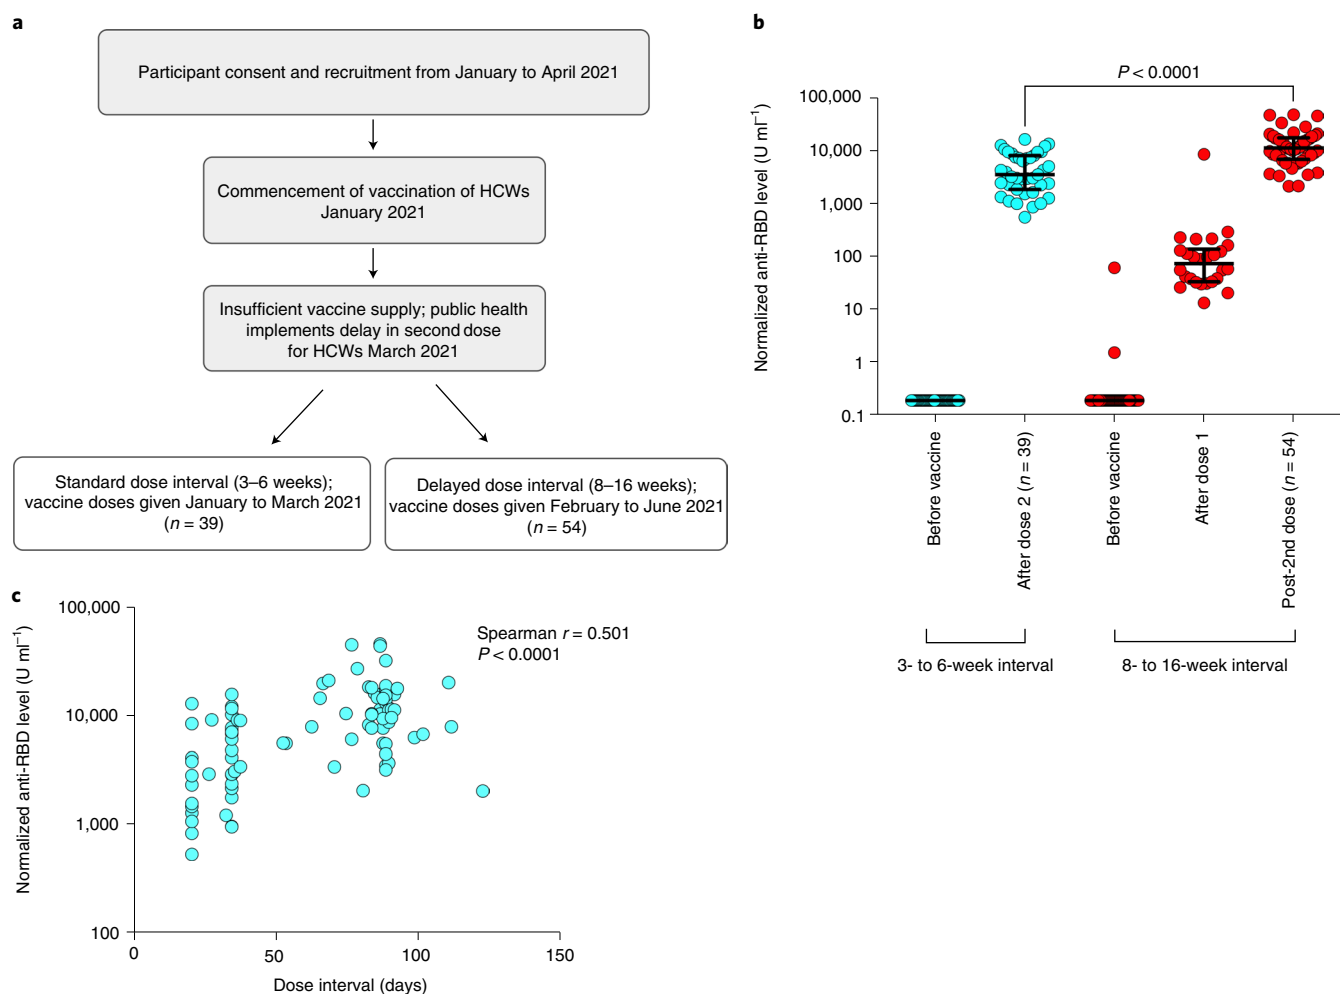 a
Participant consent and recruitment from January to April 2021
Commencement of vaccination of HCWs
January 2021
Insufficient vaccine supply; public health
implements delay in second dose
for HCWs March 2021
Standard dose interval (3–6 weeks);
vaccine doses given January to March 2021
(n = 39)
Delayed dose interval (8–16 weeks);
vaccine doses given February to June 2021
(n = 54)
b
P < 0.0001
Normalized anti-RBD level (U ml⁻¹)
100,000
10,000
1,000
100
10
1
0.1
Before vaccine
After dose 2 (n = 39)
Before vaccine
After dose 1
Post-2nd dose (n = 54)
3- to 6-week interval
8- to 16-week interval
c
Normalized anti-RBD level (U ml⁻¹)
100,000
10,000
1,000
100
Spearman r = 0.501
P < 0.0001
0
50
100
150
Dose interval (days)